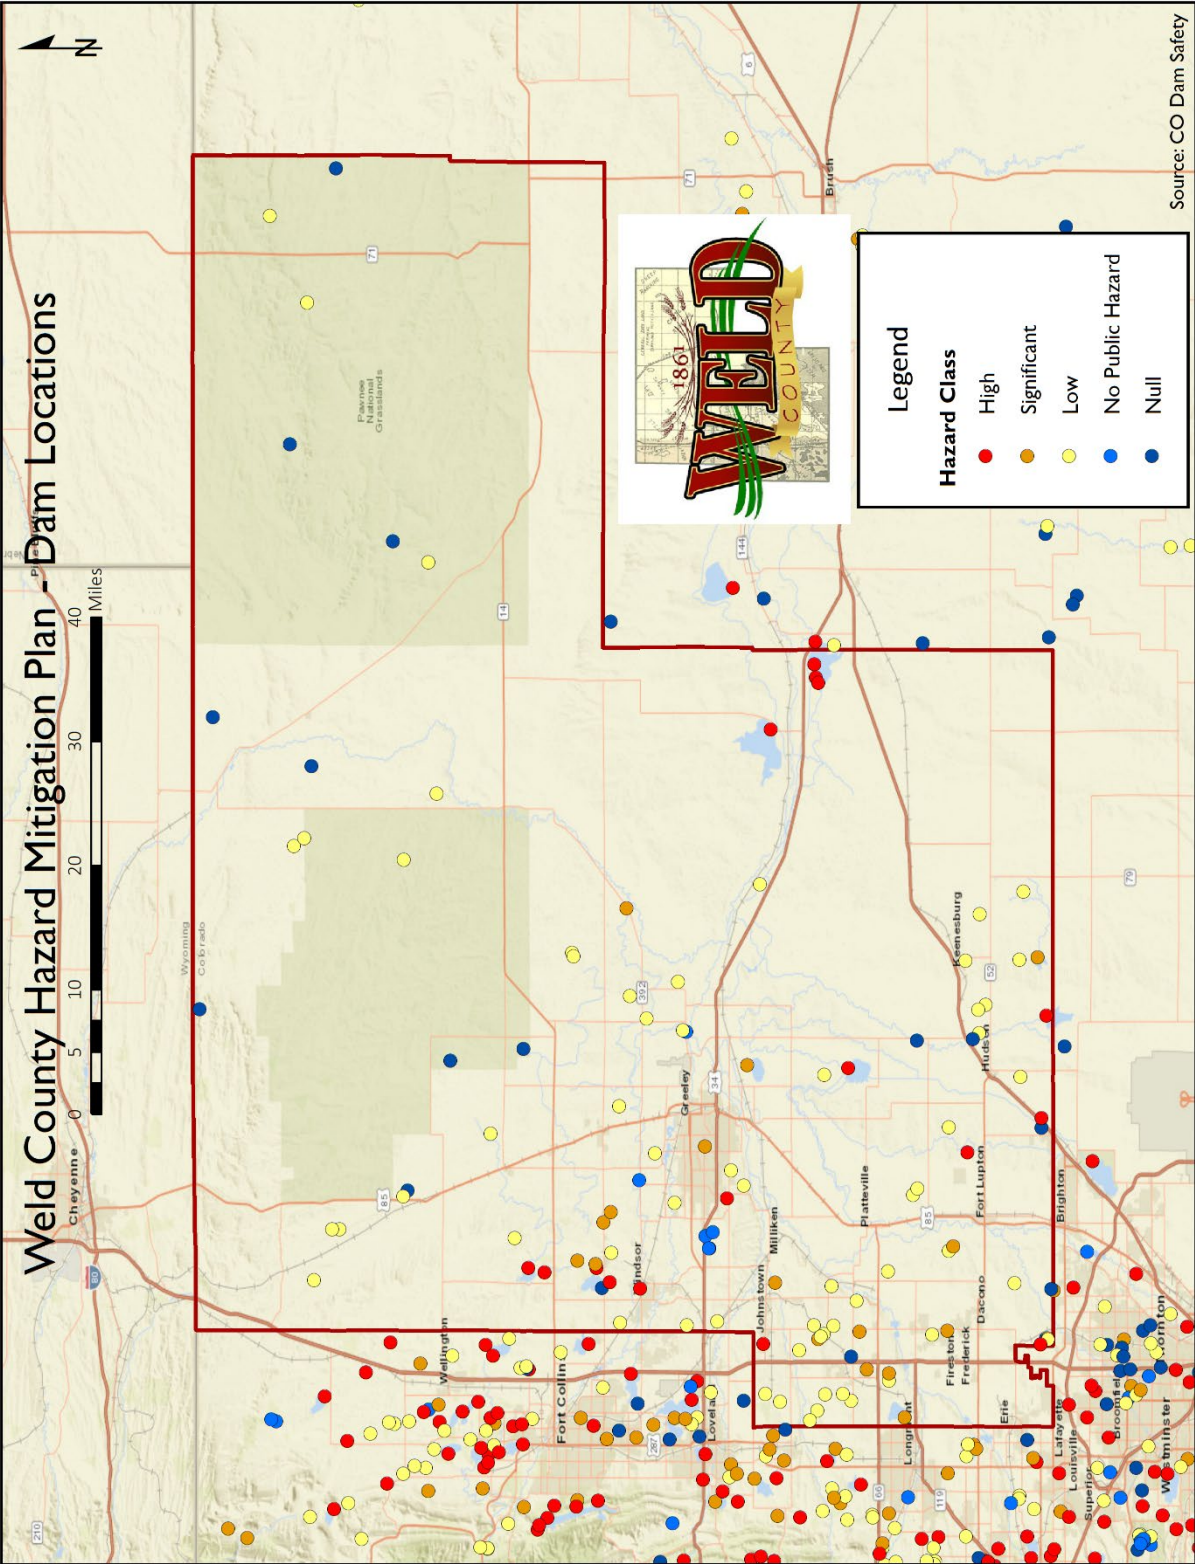 Weld County Hazard Mitigation Plan - Dam Locations
0 5 10 20 30 40
Miles
N
Cheyenne
80
210
Wyoming
Colorado
71
Pawnee
National
Grasslands
85
14
Wellington
Fort Collins
392
287
Greeley
34
Loveland
1861
WELD
COUNTY
144
71
6
Brush
Johnstown
Milliken
Platteville
66
Longmont
85
119
Firestone
Frederick
Dacono
Fort Lupton
Hudson
Keenesburg
52
Erie
79
Lafayette
Louisville
Superior
Brighton
Broomfield
Westminster
Thornton
Legend
Hazard Class
High
Significant
Low
No Public Hazard
Null
Source: CO Dam Safety